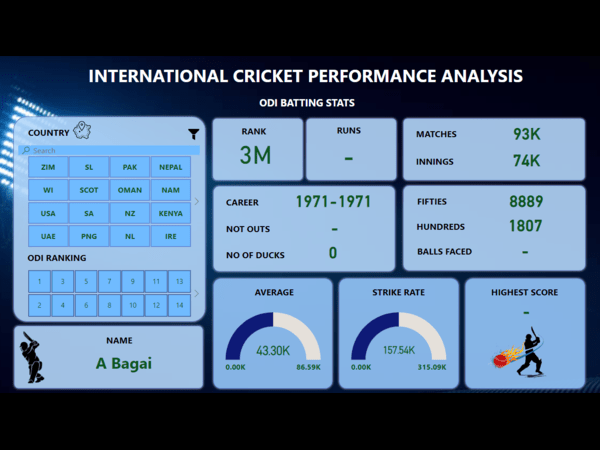 INTERNATIONAL CRICKET PERFORMANCE ANALYSIS
ODI BATTING STATS
COUNTRY
Search
ZIM SL PAK NEPAL
WI SCOT OMAN NAM
USA SA NZ KENYA
UAE PNG NL IRE
ODI RANKING
1 3 5 7 9 11 13
2 4 6 8 10 12 14
NAME
A Bagai
RANK
3M
RUNS
-
MATCHES 93K
INNINGS 74K
CAREER 1971-1971
NOT OUTS -
NO OF DUCKS 0
FIFTIES 8889
HUNDREDS 1807
BALLS FACED -
AVERAGE
43.30K
0.00K 86.59K
STRIKE RATE
157.54K
0.00K 315.09K
HIGHEST SCORE
-